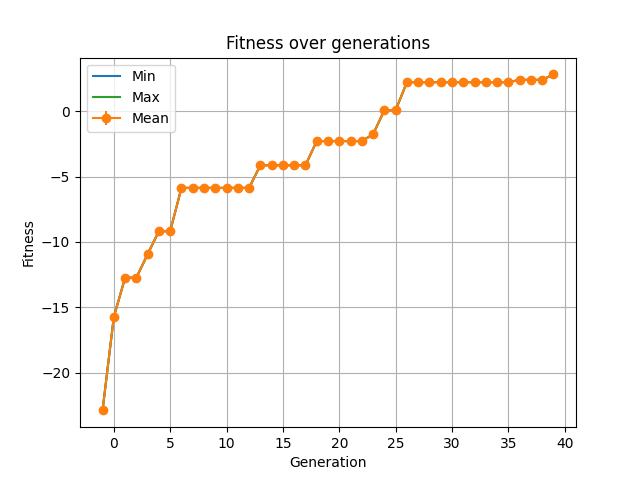 Fitness over generations
Min
Max
Mean
Fitness
0
−5
−10
−15
−20
0 5 10 15 20 25 30 35 40
Generation